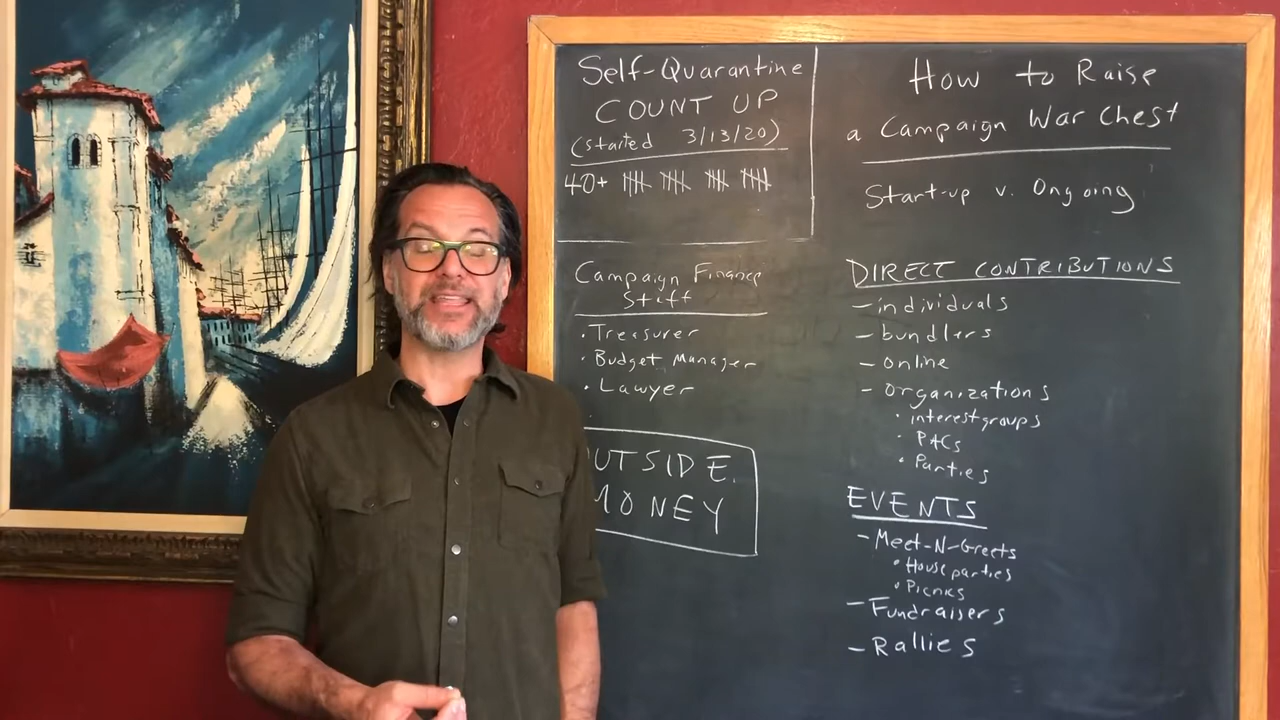 Self-Quarantine
COUNT UP
(started 3/13/20)
40+
Campaign Finance
Staff
• Treasurer
• Budget Manager
• Lawyer
UTSIDE
MONEY
How to Raise
a Campaign War Chest
Start-up v. Ongoing
DIRECT CONTRIBUTIONS
- individuals
- bundlers
- online
- organizations
• interest groups
• PACs
• Parties
EVENTS
- Meet-N-Greets
• House parties
• Picnics
- Fundraisers
- Rallies